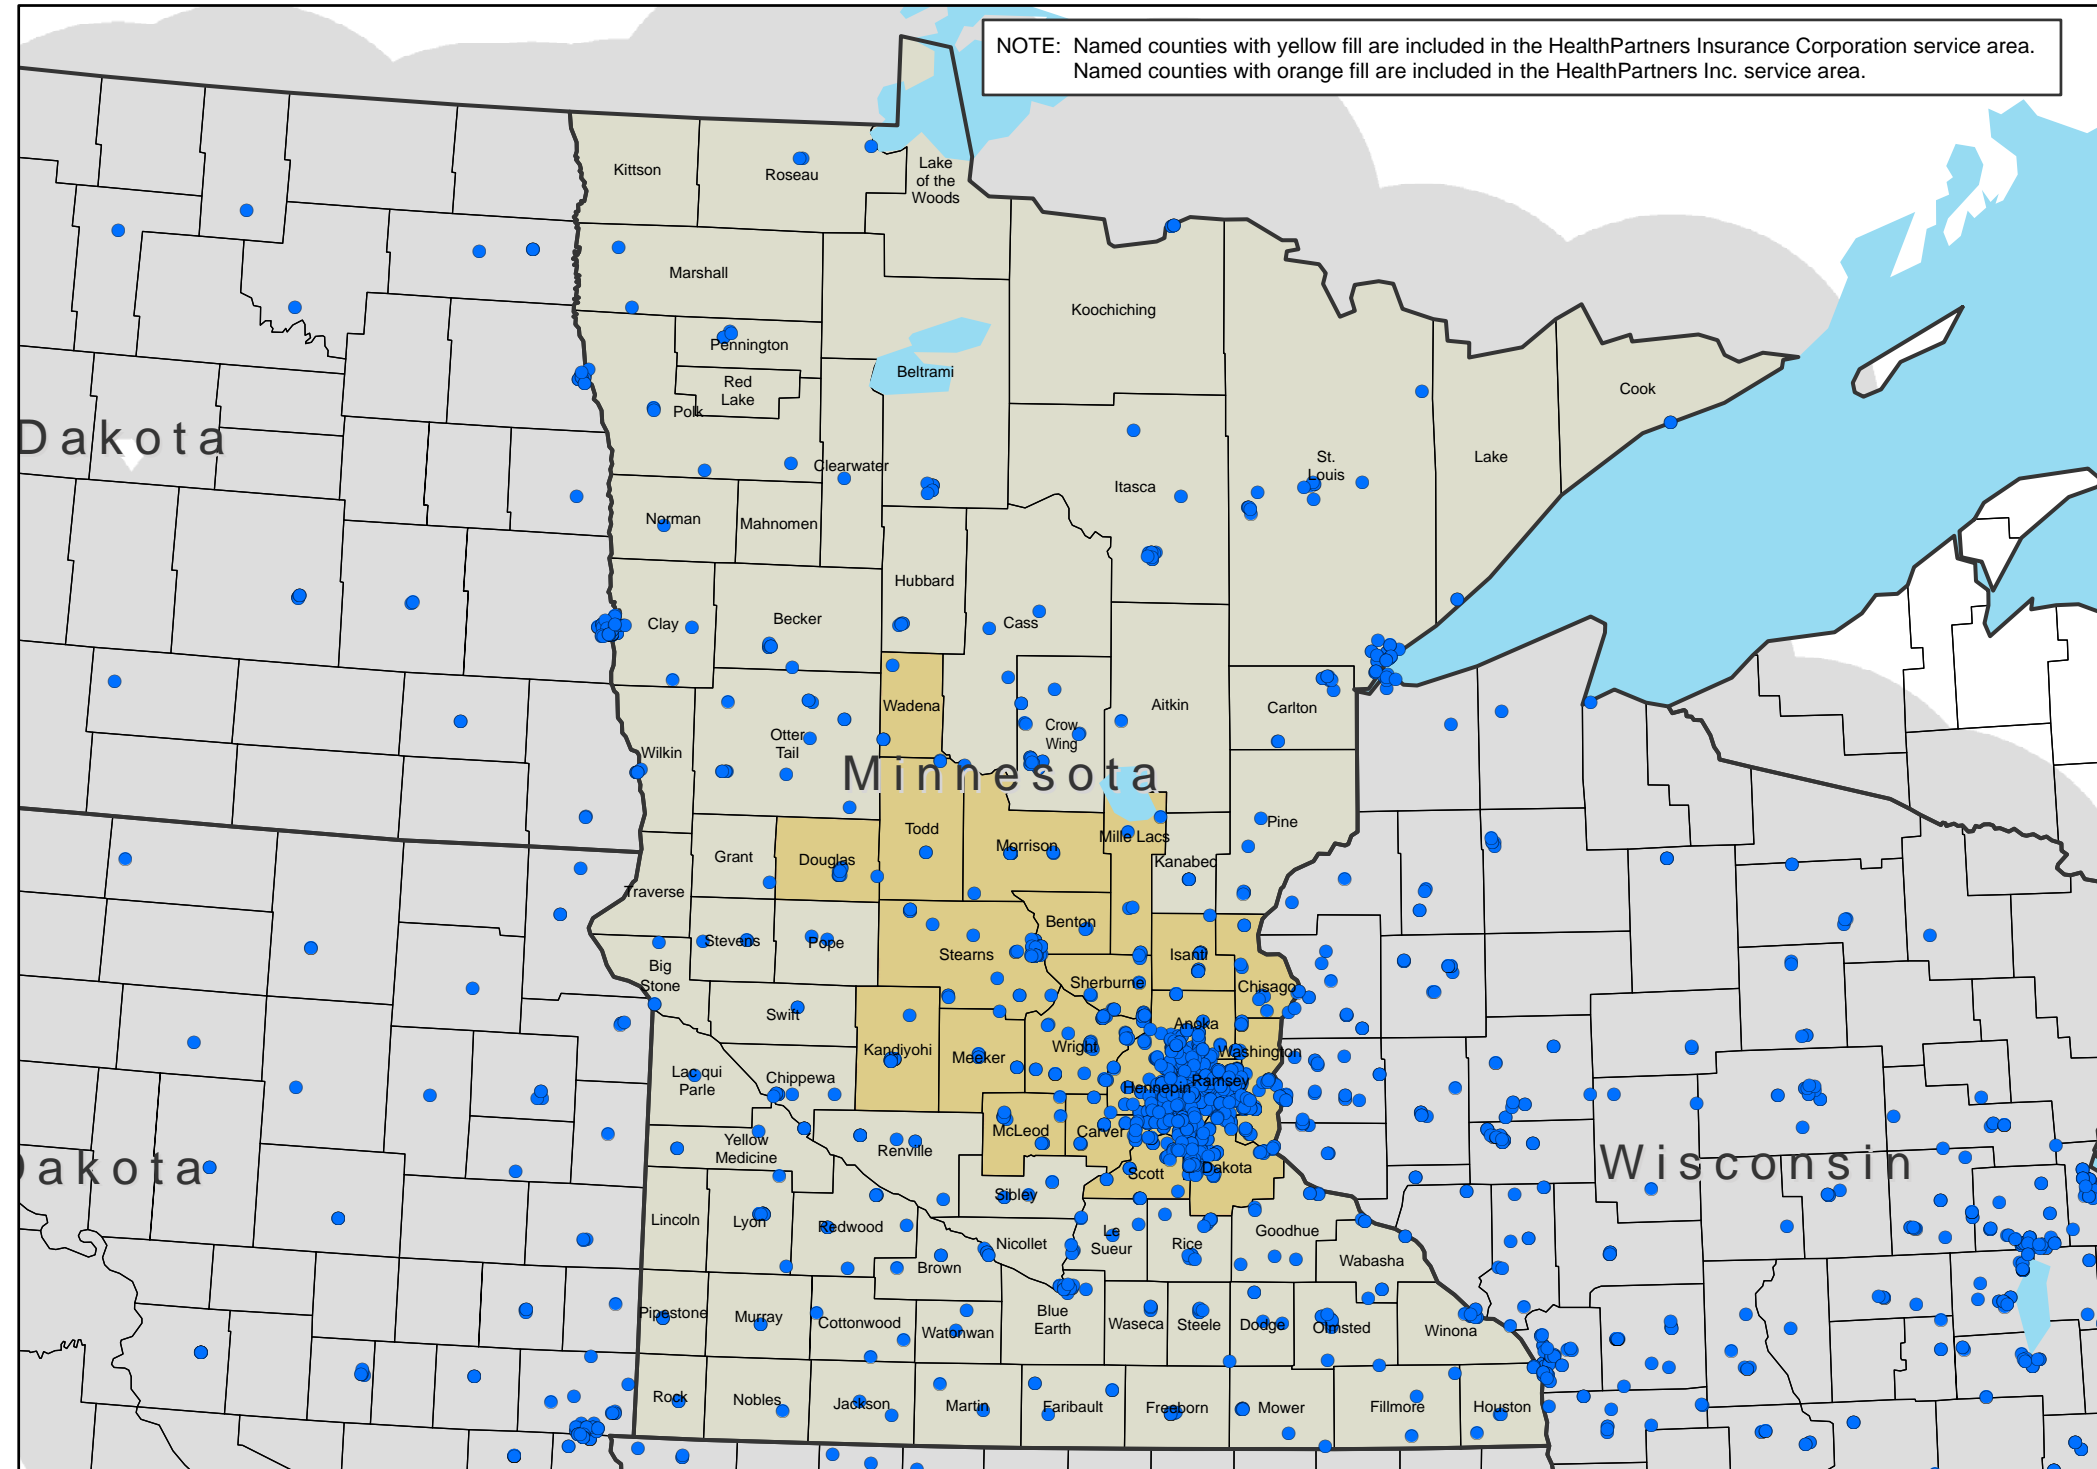 NOTE: Named counties with yellow fill are included in the HealthPartners Insurance Corporation service area.
Named counties with orange fill are included in the HealthPartners Inc. service area.
Kittson
Roseau
Lake
of the
Woods
Marshall
Koochiching
Pennington
Red
Lake
Beltrami
Cook
Polk
Dakota
Clearwater
St.
Louis
Lake
Itasca
Norman
Mahnomen
Hubbard
Clay
Becker
Cass
Wadena
Aitkin
Carlton
Crow
Wing
Otter
Tail
Wilkin
Minnesota
Todd
Morrison
Mille Lacs
Pine
Grant
Douglas
Kanabec
Traverse
Benton
Stevens
Pope
Stearns
Isanti
Big
Stone
Sherburne
Chisago
Swift
Anoka
Kandiyohi
Meeker
Wright
Washington
Lac qui
Parle
Chippewa
Hennepin
Ramsey
McLeod
Carver
Yellow
Medicine
Renville
Dakota
Scott
Dakota
Wisconsin
Sibley
Lincoln
Lyon
Redwood
Nicollet
Le
Sueur
Rice
Goodhue
Brown
Wabasha
Pipestone
Murray
Cottonwood
Watonwan
Blue
Earth
Waseca
Steele
Dodge
Olmsted
Winona
Rock
Nobles
Jackson
Martin
Faribault
Freeborn
Mower
Fillmore
Houston